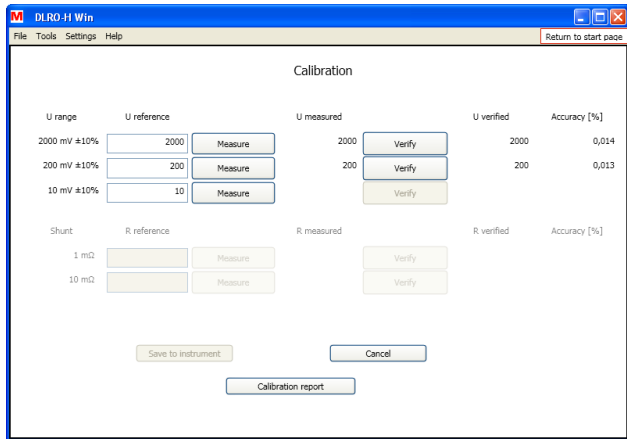 M DLRO-H Win
File Tools Settings Help Return to start page
Calibration
U range U reference U measured U verified Accuracy [%]
2000 mV ±10% 2000 Measure 2000 Verify 2000 0,014
200 mV ±10% 200 Measure 200 Verify 200 0,013
10 mV ±10% 10 Measure Verify
Shunt R reference R measured R verified Accuracy [%]
1 mΩ Measure Verify
10 mΩ Measure Verify
Save to instrument Cancel
Calibration report